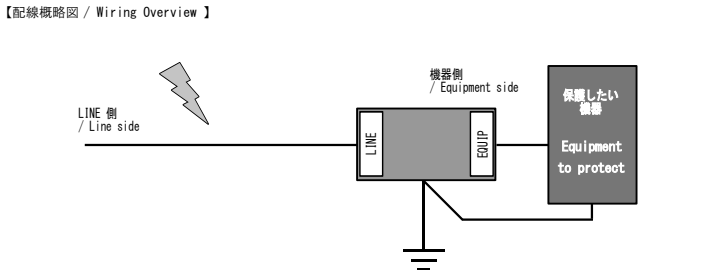 【配線概略図 / Wiring Overview 】
機器側
/ Equipment side
LINE 側
/ Line side
LINE
EQUIP
保護したい
機器
Equipment
to protect